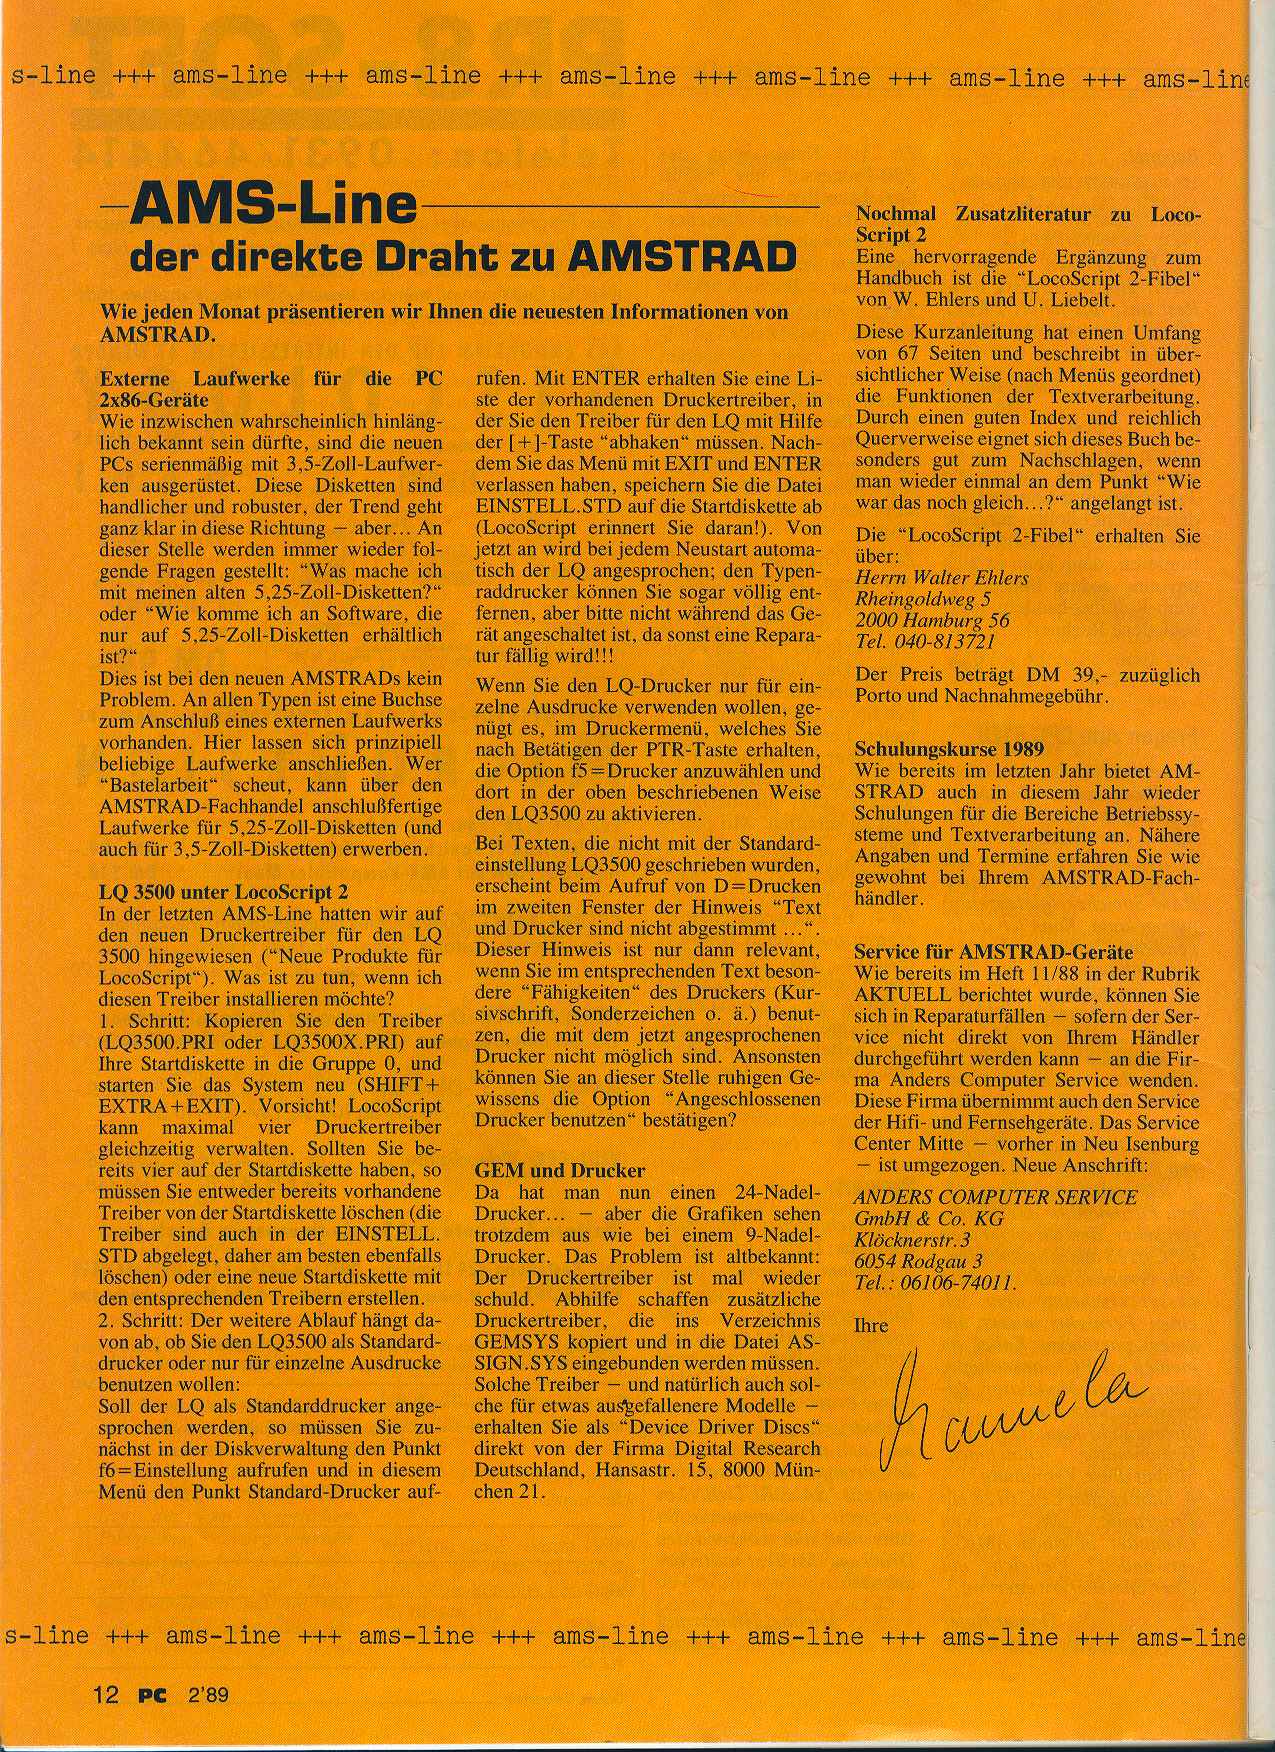 s-line +++ ams-line +++ ams-line +++ ams-line +++ ams-line +++ ams-line +++ ams-line
AMS-Line
der direkte Draht zu AMSTRAD
Wie jeden Monat präsentieren wir Ihnen die neuesten Informationen von
AMSTRAD.
Externe Laufwerke für die PC
2x86-Geräte
Wie inzwischen wahrscheinlich hinläng-
lich bekannt sein dürfte, sind die neuen
PCs serienmäßig mit 3,5-Zoll-Laufwer-
ken ausgerüstet. Diese Disketten sind
handlicher und robuster, der Trend geht
ganz klar in diese Richtung — aber... An
dieser Stelle werden immer wieder fol-
gende Fragen gestellt: “Was mache ich
mit meinen alten 5,25-Zoll-Disketten?“
oder “Wie komme ich an Software, die
nur auf 5,25-Zoll-Disketten erhältlich
ist?“
Dies ist bei den neuen AMSTRADs kein
Problem. An allen Typen ist eine Buchse
zum Anschluß eines externen Laufwerks
vorhanden. Hier lassen sich prinzipiell
beliebige Laufwerke anschließen. Wer
“Bastelarbeit“ scheut, kann über den
AMSTRAD-Fachhandel anschlußfertige
Laufwerke für 5,25-Zoll-Disketten (und
auch für 3,5-Zoll-Disketten) erwerben.
LQ 3500 unter LocoScript 2
In der letzten AMS-Line hatten wir auf
den neuen Druckertreiber für den LQ
3500 hingewiesen (“Neue Produkte für
LocoScript“). Was ist zu tun, wenn ich
diesen Treiber installieren möchte?
1. Schritt: Kopieren Sie den Treiber
(LQ3500.PRI oder LQ3500X.PRI) auf
Ihre Startdiskette in die Gruppe 0, und
starten Sie das System neu (SHIFT+
EXTRA+EXIT). Vorsicht! LocoScript
kann maximal vier Druckertreiber
gleichzeitig verwalten. Sollten Sie be-
reits vier auf der Startdiskette haben, so
müssen Sie entweder bereits vorhandene
Treiber von der Startdiskette löschen (die
Treiber sind auch in der EINSTELL.
STD abgelegt, daher am besten ebenfalls
löschen) oder eine neue Startdiskette mit
den entsprechenden Treibern erstellen.
2. Schritt: Der weitere Ablauf hängt da-
von ab, ob Sie den LQ3500 als Standard-
drucker oder nur für einzelne Ausdrucke
benutzen wollen:
Soll der LQ als Standarddrucker ange-
sprochen werden, so müssen Sie zu-
nächst in der Diskverwaltung den Punkt
f6=Einstellung aufrufen und in diesem
Menü den Punkt Standard-Drucker auf-
rufen. Mit ENTER erhalten Sie eine Li-
ste der vorhandenen Druckertreiber, in
der Sie den Treiber für den LQ mit Hilfe
der [+]-Taste “abhaken“ müssen. Nach-
dem Sie das Menü mit EXIT und ENTER
verlassen haben, speichern Sie die Datei
EINSTELL.STD auf die Startdiskette ab
(LocoScript erinnert Sie daran!). Von
jetzt an wird bei jedem Neustart automa-
tisch der LQ angesprochen; den Typen-
raddrucker können Sie sogar völlig ent-
fernen, aber bitte nicht während das Ge-
rät angeschaltet ist, da sonst eine Repara-
tur fällig wird!!!
Wenn Sie den LQ-Drucker nur für ein-
zelne Ausdrucke verwenden wollen, ge-
nügt es, im Druckermenü, welches Sie
nach Betätigen der PTR-Taste erhalten,
die Option f5=Drucker anzuwählen und
dort in der oben beschriebenen Weise
den LQ3500 zu aktivieren.
Bei Texten, die nicht mit der Standard-
einstellung LQ3500 geschrieben wurden,
erscheint beim Aufruf von D=Drucken
im zweiten Fenster der Hinweis “Text
und Drucker sind nicht abgestimmt ...“.
Dieser Hinweis ist nur dann relevant,
wenn Sie im entsprechenden Text beson-
dere “Fähigkeiten“ des Druckers (Kur-
sivschrift, Sonderzeichen o. ä.) benut-
zen, die mit dem jetzt angesprochenen
Drucker nicht möglich sind. Ansonsten
können Sie an dieser Stelle ruhigen Ge-
wissens die Option “Angeschlossenen
Drucker benutzen“ bestätigen?
GEM und Drucker
Da hat man nun einen 24-Nadel-
Drucker... — aber die Grafiken sehen
trotzdem aus wie bei einem 9-Nadel-
Drucker. Das Problem ist altbekannt:
Der Druckertreiber ist mal wieder
schuld. Abhilfe schaffen zusätzliche
Druckertreiber, die ins Verzeichnis
GEMSYS kopiert und in die Datei AS-
SIGN.SYS eingebunden werden müssen.
Solche Treiber — und natürlich auch sol-
che für etwas ausgefallenere Modelle —
erhalten Sie als “Device Driver Discs“
direkt von der Firma Digital Research
Deutschland, Hansastr. 15, 8000 Mün-
chen 21.
Nochmal Zusatzliteratur zu Loco-
Script 2
Eine hervorragende Ergänzung zum
Handbuch ist die “LocoScript 2-Fibel“
von W. Ehlers und U. Liebelt.
Diese Kurzanleitung hat einen Umfang
von 67 Seiten und beschreibt in über-
sichtlicher Weise (nach Menüs geordnet)
die Funktionen der Textverarbeitung.
Durch einen guten Index und reichlich
Querverweise eignet sich dieses Buch be-
sonders gut zum Nachschlagen, wenn
man wieder einmal an dem Punkt “Wie
war das noch gleich...?“ angelangt ist.
Die “LocoScript 2-Fibel“ erhalten Sie
über:
Herrn Walter Ehlers
Rheingoldweg 5
2000 Hamburg 56
Tel. 040-813721
Der Preis beträgt DM 39,- zuzüglich
Porto und Nachnahmegebühr.
Schulungskurse 1989
Wie bereits im letzten Jahr bietet AM-
STRAD auch in diesem Jahr wieder
Schulungen für die Bereiche Betriebssy-
steme und Textverarbeitung an. Nähere
Angaben und Termine erfahren Sie wie
gewohnt bei Ihrem AMSTRAD-Fach-
händler.
Service für AMSTRAD-Geräte
Wie bereits im Heft 11/88 in der Rubrik
AKTUELL berichtet wurde, können Sie
sich in Reparaturfällen — sofern der Ser-
vice nicht direkt von Ihrem Händler
durchgeführt werden kann — an die Fir-
ma Anders Computer Service wenden.
Diese Firma übernimmt auch den Service
der Hifi- und Fernsehgeräte. Das Service
Center Mitte — vorher in Neu Isenburg
— ist umgezogen. Neue Anschrift:
ANDERS COMPUTER SERVICE
GmbH & Co. KG
Klöcknerstr. 3
6054 Rodgau 3
Tel.: 06106-74011.
Ihre
Manuela
s-line +++ ams-line +++ ams-line +++ ams-line +++ ams-line +++ ams-line +++ ams-line
12 PC 2'89